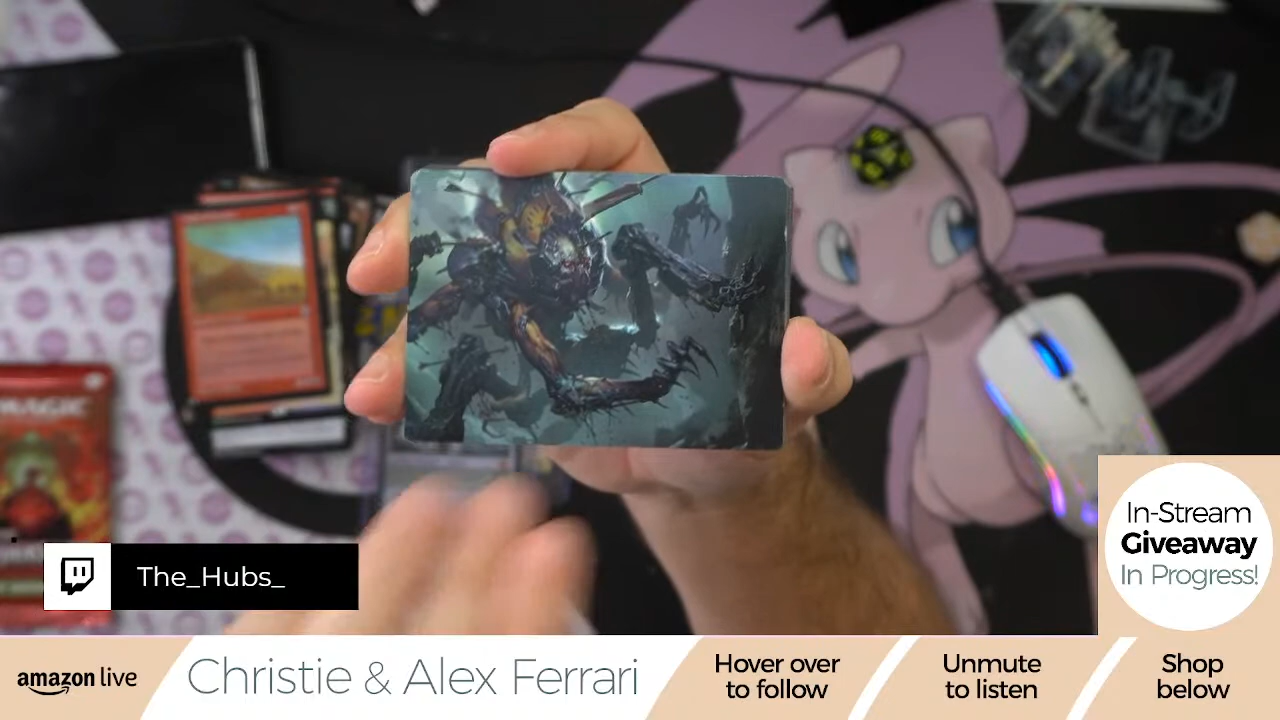 MAGIC
The_Hubs_
In-Stream
Giveaway
In Progress!
amazon live
Christie & Alex Ferrari
Hover over
to follow
Unmute
to listen
Shop
below